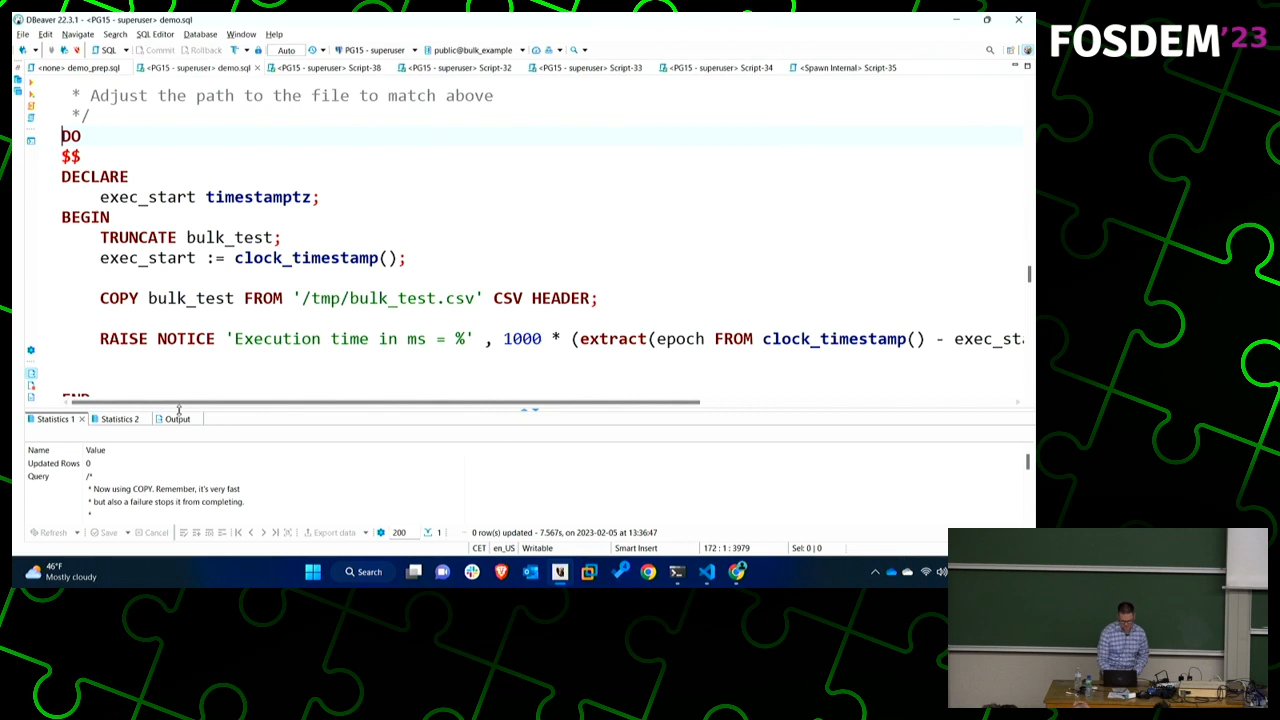 DBeaver 22.3.1 - <PG15 - superuser> demo.sql
File Edit Navigate Search SQL Editor Database Window Help
SQL Commit Rollback Auto PG15 - superuser public@bulk_example
<none> demo_prep.sql <PG15 - superuser> demo.sql <PG15 - superuser> Script-38 <PG15 - superuser> Script-32 <PG15 - superuser> Script-33 <PG15 - superuser> Script-34 <Spawn Internal> Script-35
* Adjust the path to the file to match above
*/
DO
$$
DECLARE
exec_start timestamptz;
BEGIN
TRUNCATE bulk_test;
exec_start := clock_timestamp();
COPY bulk_test FROM '/tmp/bulk_test.csv' CSV HEADER;
RAISE NOTICE 'Execution time in ms = %' , 1000 * (extract(epoch FROM clock_timestamp() - exec_sta
END
Statistics 1 Statistics 2 Output
Name Value
Updated Rows 0
Query /*
* Now using COPY. Remember, it's very fast
* but also a failure stops it from completing.
*
Refresh Save Cancel Export data 200 1 0 row(s) updated - 7.567s, on 2023-02-05 at 13:36:47
CET en_US Writable Smart Insert 172 : 1 : 3979 Sel: 0 | 0
46°F
Mostly cloudy
Search
FOSDEM'23